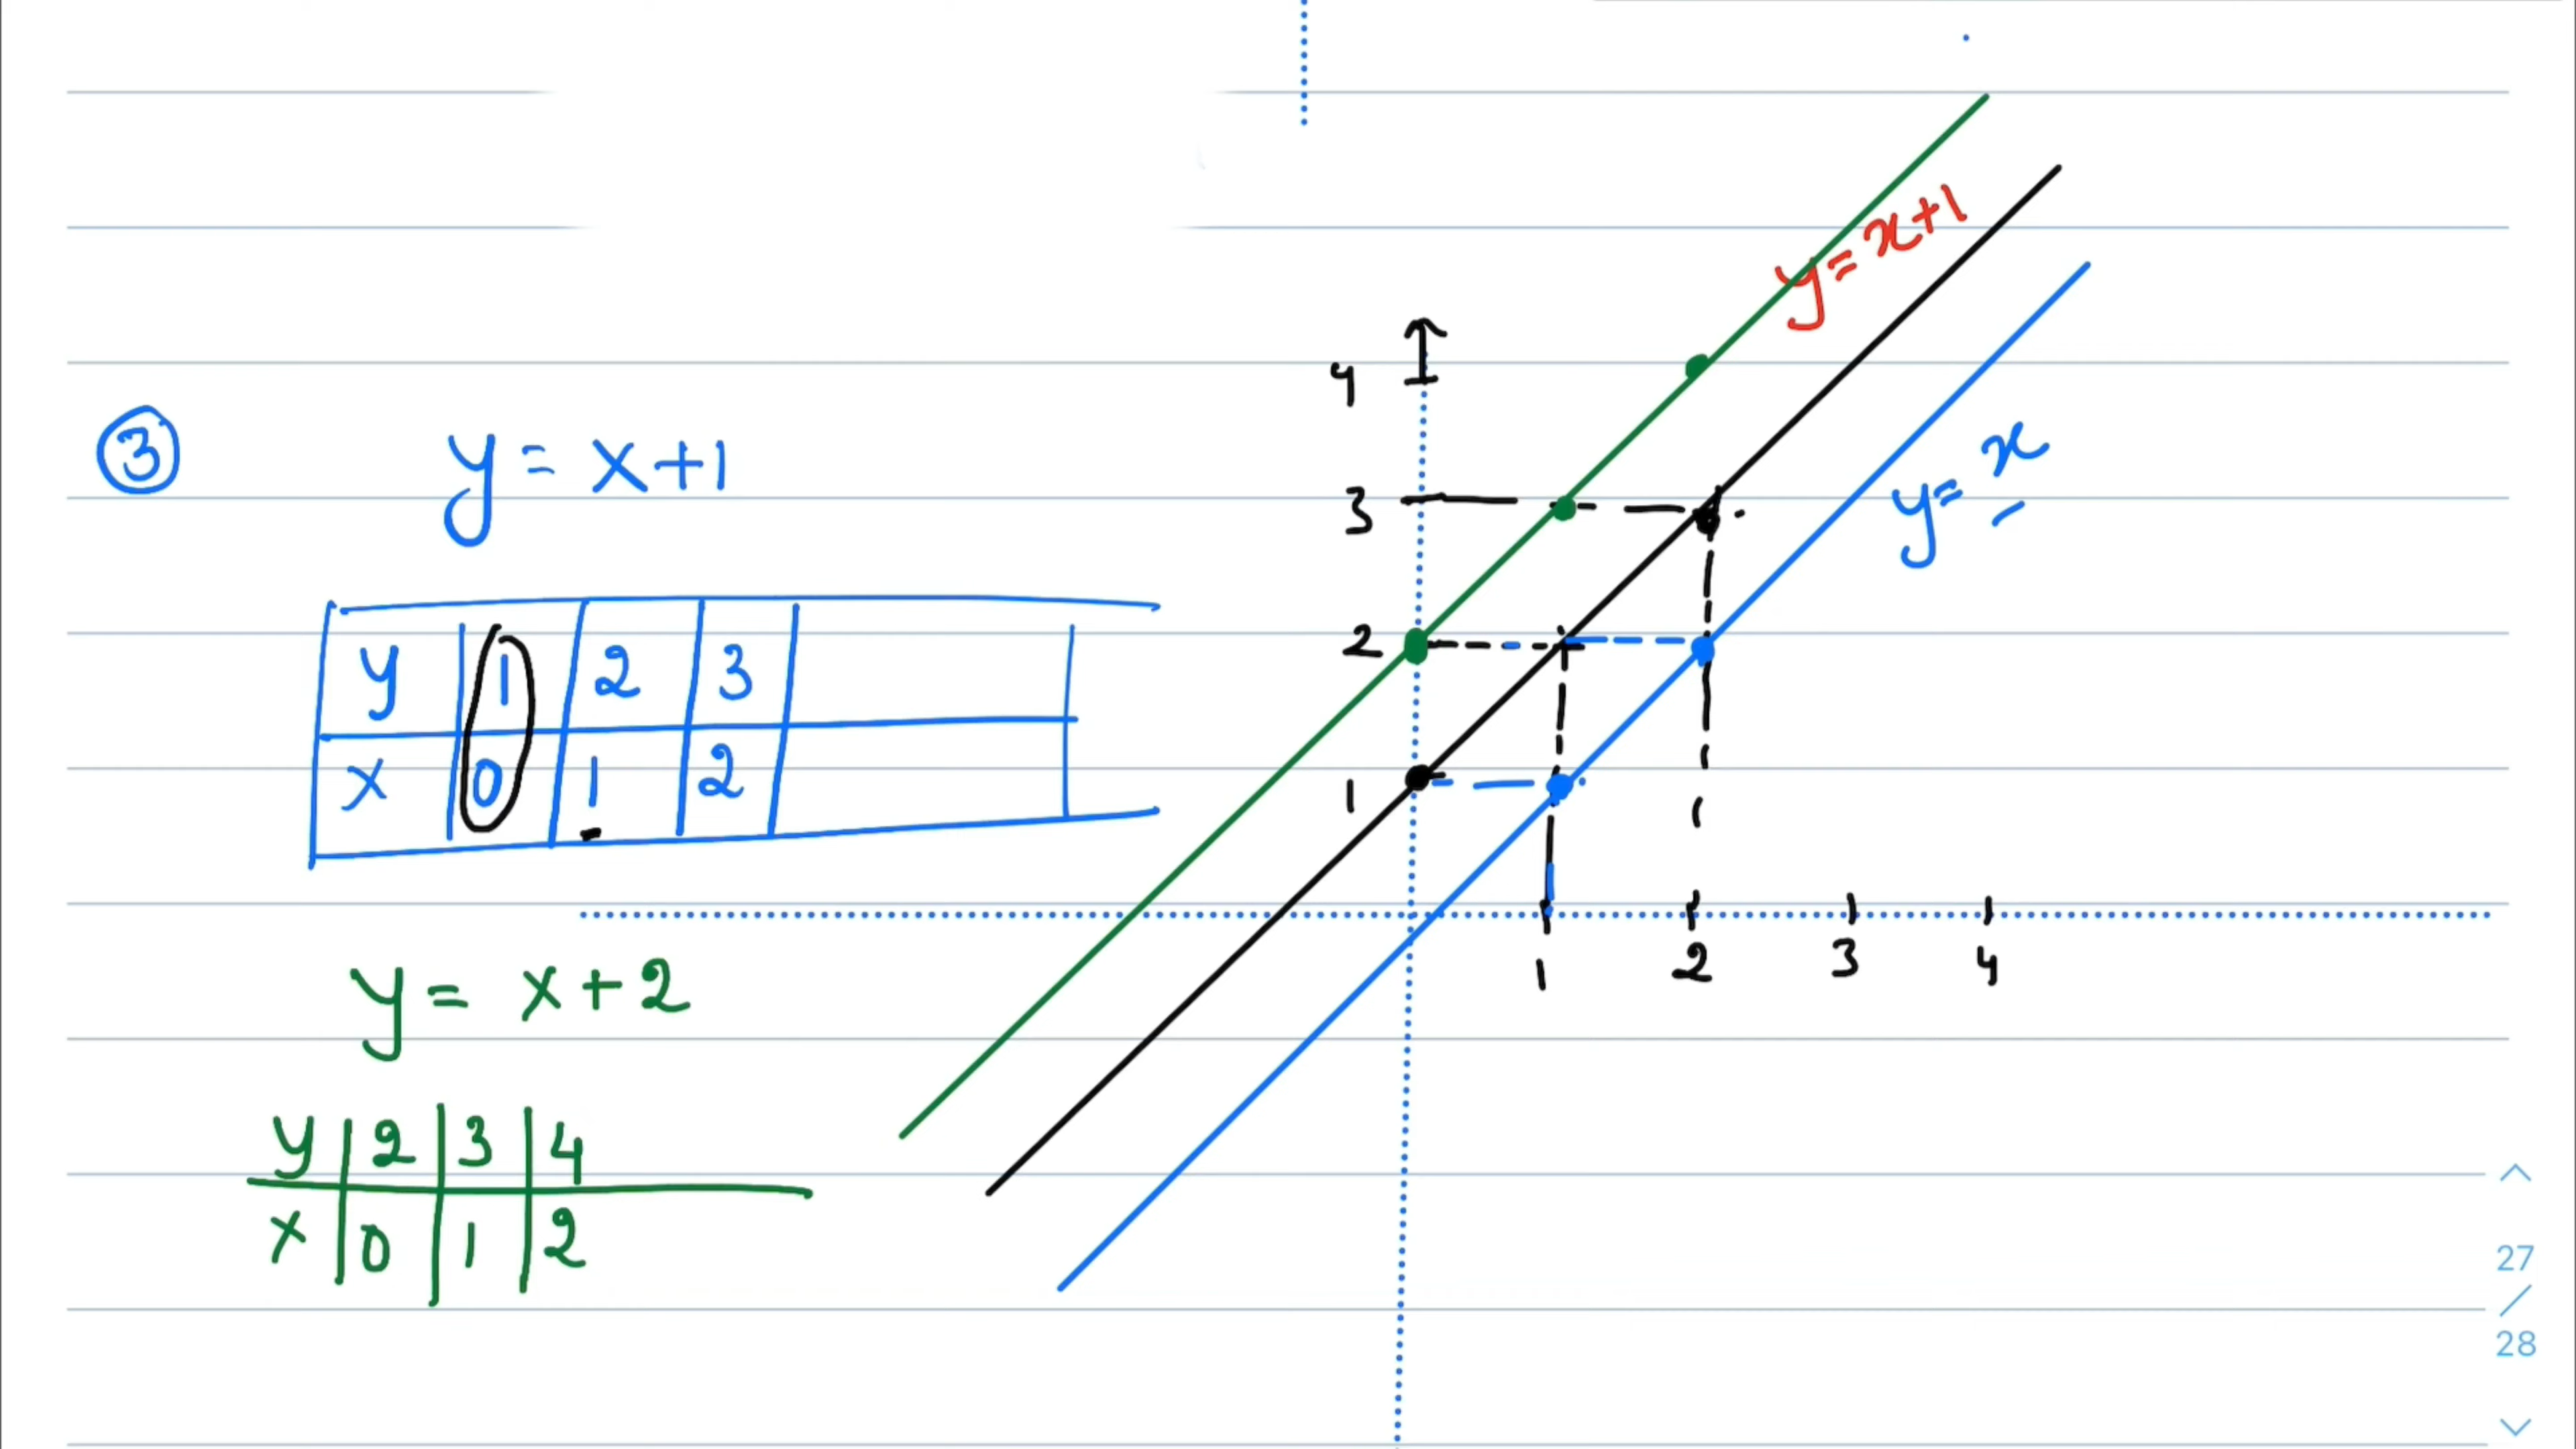 ③ y = x+1
y 1 2 3
x 0 1 2
y = x+2
y 2 3 4
x 0 1 2
y=x+1
y=x
4
3
2
1
1 2 3 4
27
/
28